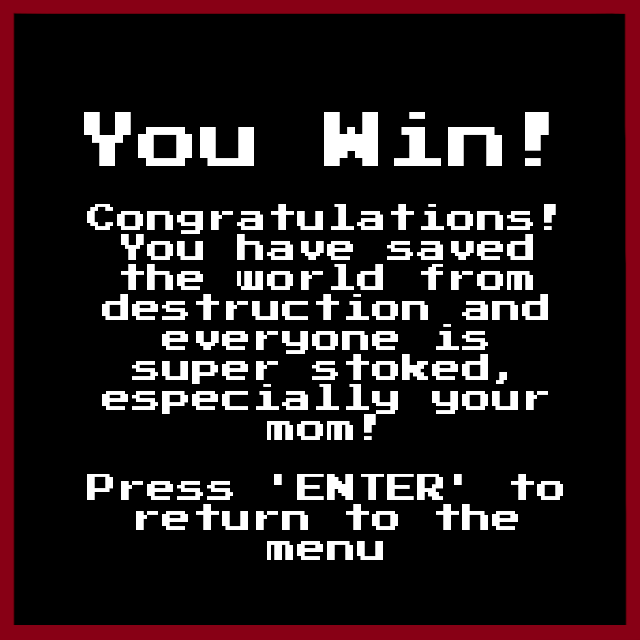 You Win!
Congratulations!
You have saved
the world from
destruction and
everyone is
super stoked,
especially your
mom!
Press 'ENTER' to
return to the
menu